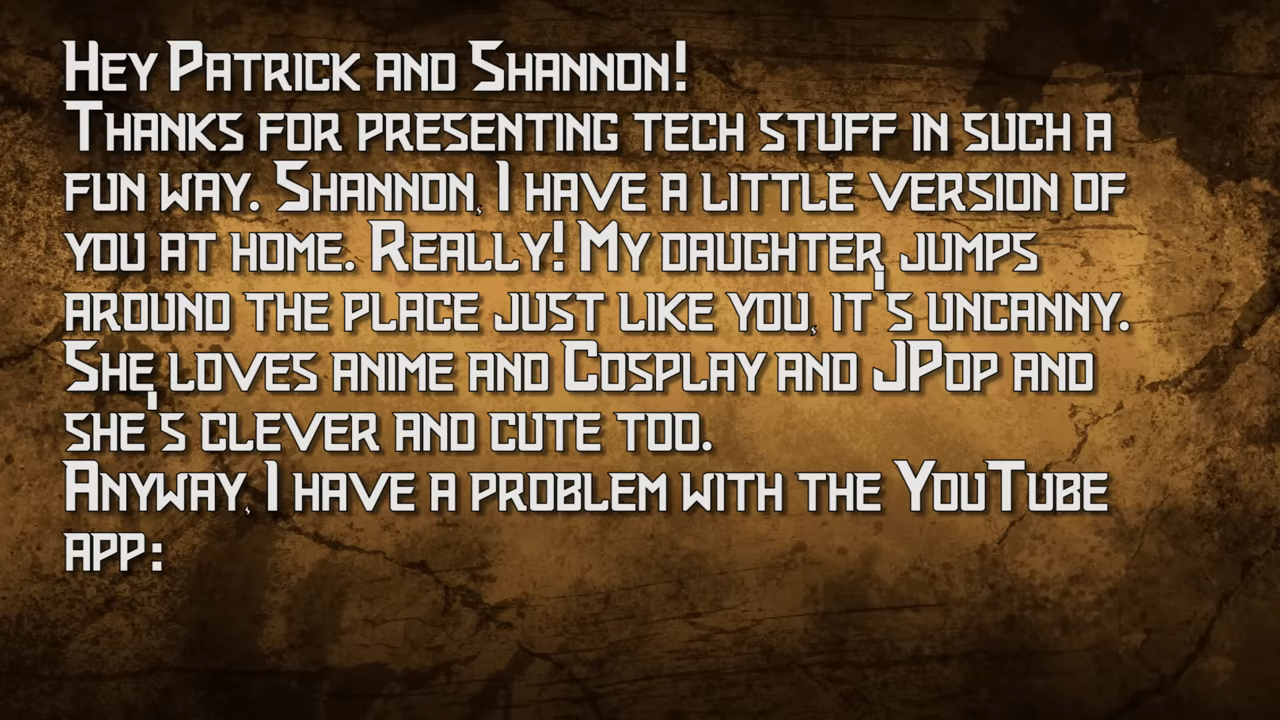 Hey Patrick and Shannon!
Thanks for presenting tech stuff in such a
fun way. Shannon, I have a little version of
you at home. Really! My daughter jumps
around the place just like you, it's uncanny.
She loves anime and Cosplay and JPop and
she's clever and cute too.
Anyway, I have a problem with the YouTube
app: